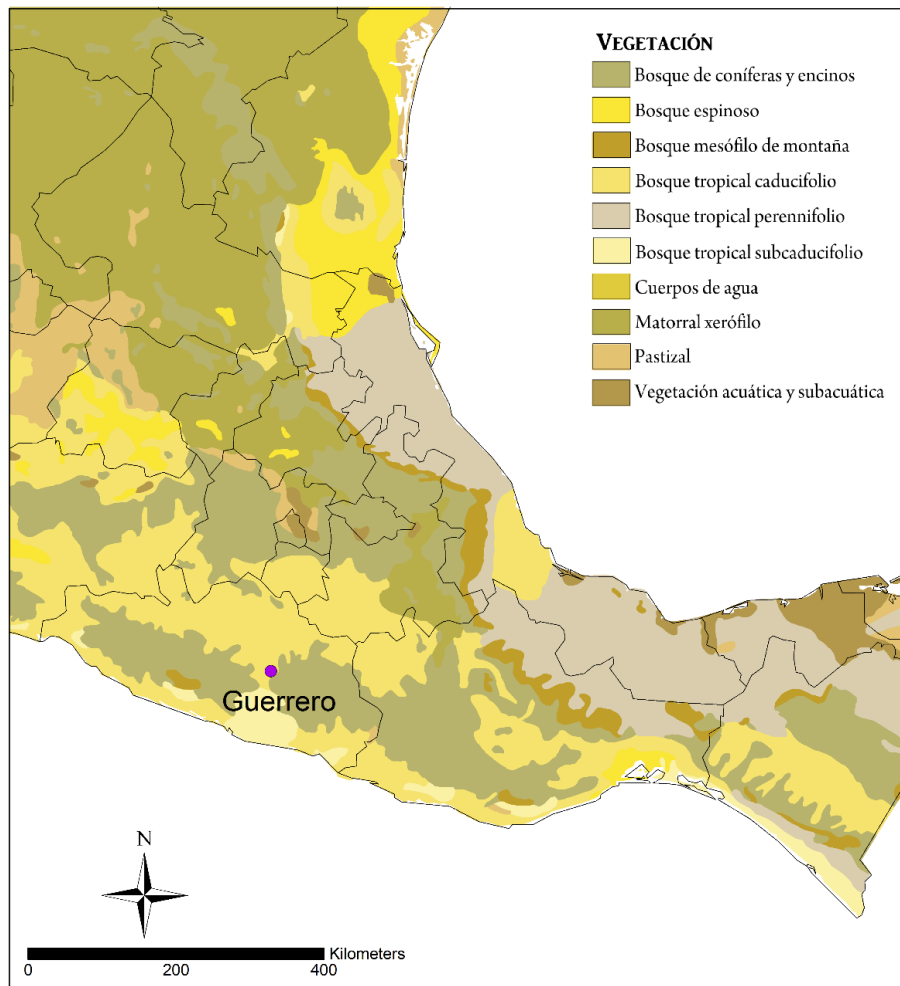 VEGETACIÓN
Bosque de coníferas y encinos
Bosque espinoso
Bosque mesófilo de montaña
Bosque tropical caducifolio
Bosque tropical perennifolio
Bosque tropical subcaducifolio
Cuerpos de agua
Matorral xerófilo
Pastizal
Vegetación acuática y subacuática
Guerrero
N
Kilometers
0 200 400